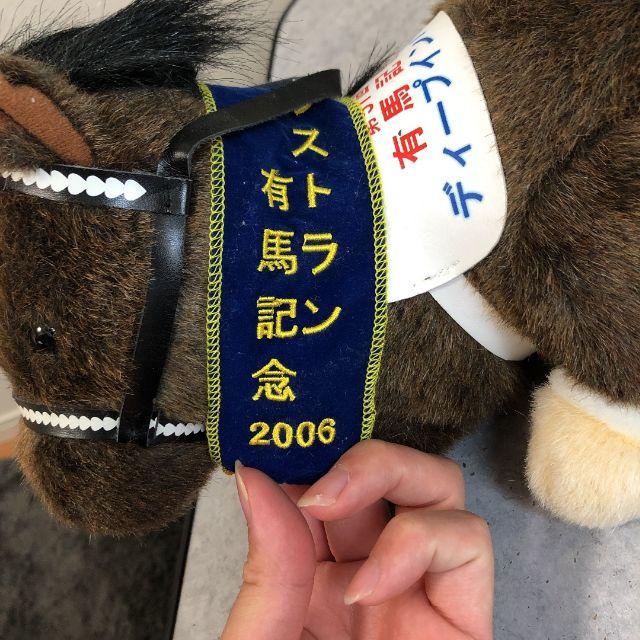 ストラン
有馬記念
2006
有馬
ディープイン